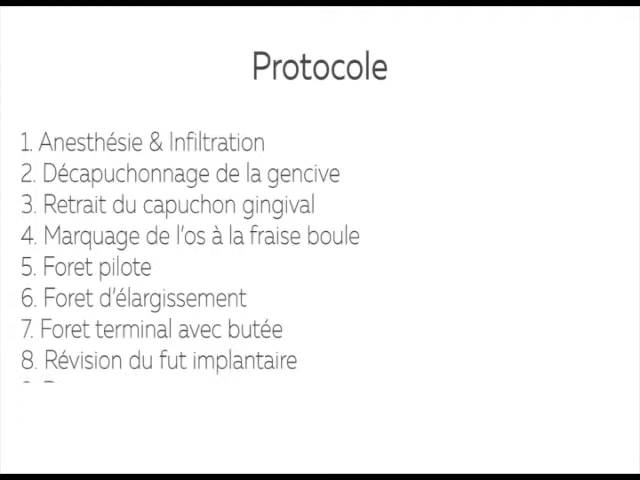 Protocole
1. Anesthésie & Infiltration
2. Décapuchonnage de la gencive
3. Retrait du capuchon gingival
4. Marquage de l'os à la fraise boule
5. Foret pilote
6. Foret d'élargissement
7. Foret terminal avec butée
8. Révision du fut implantaire